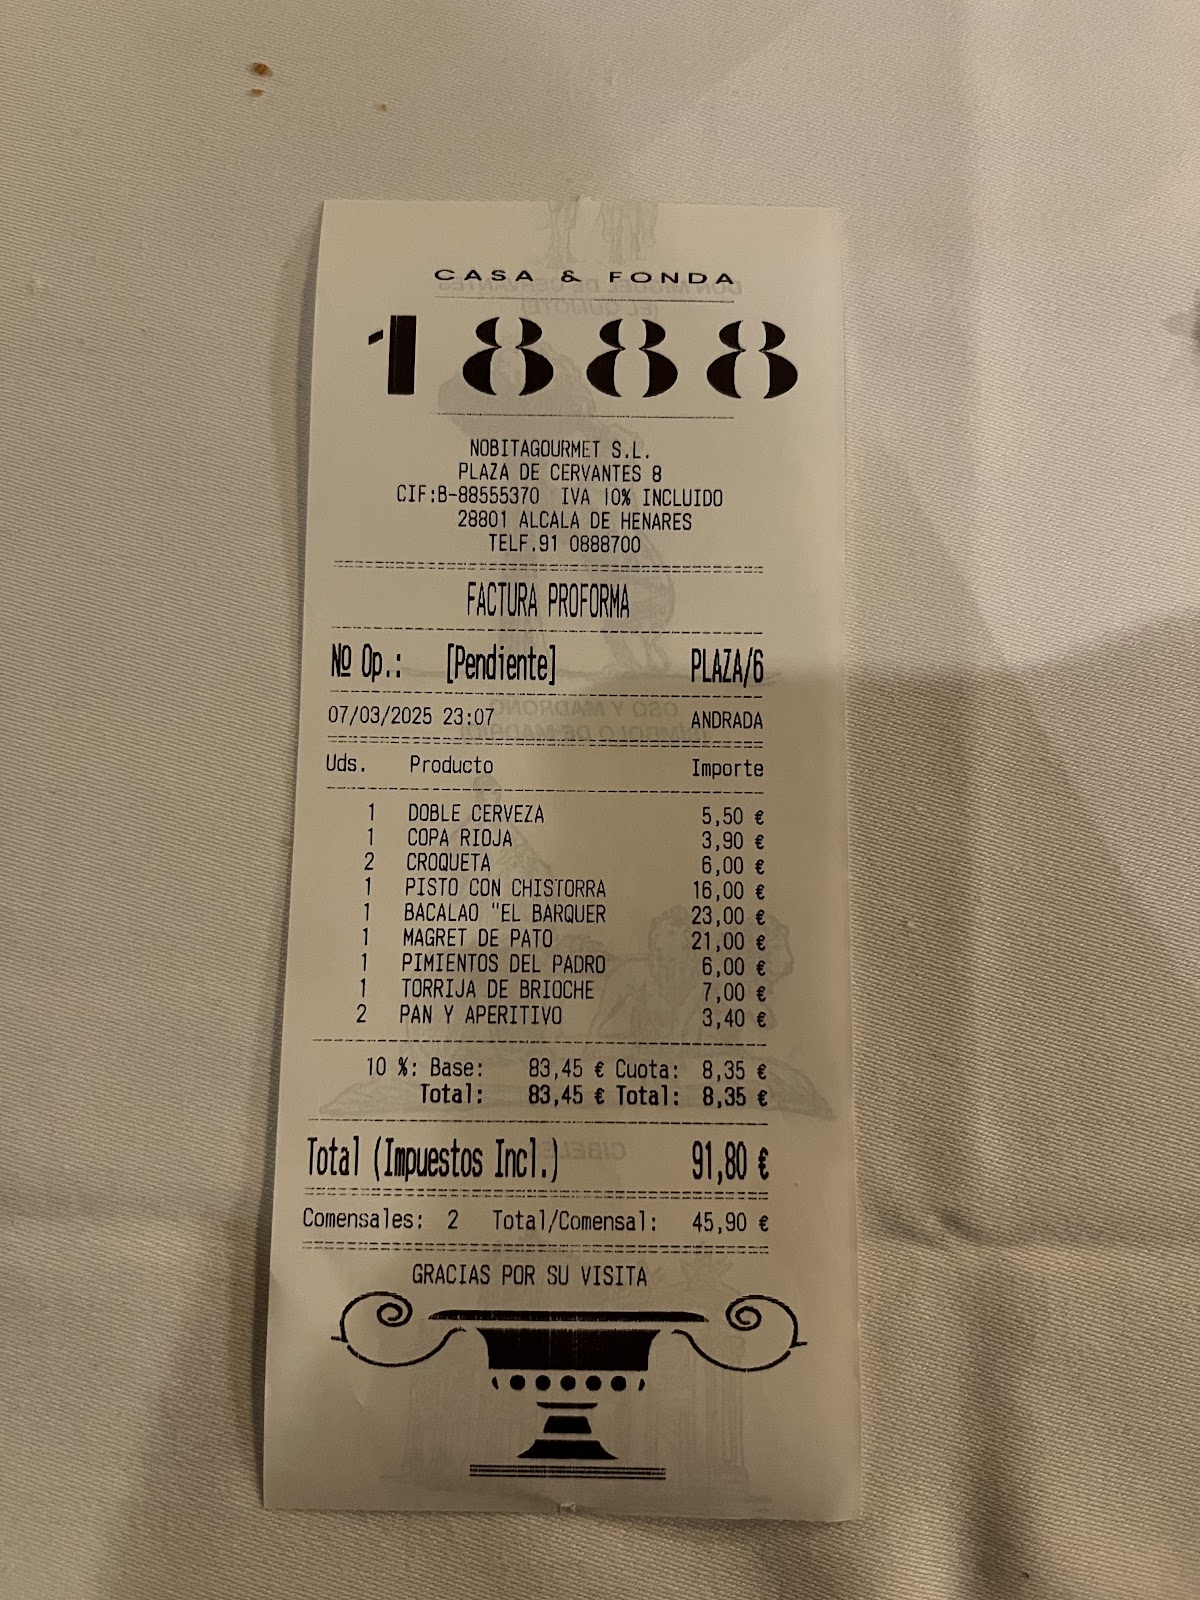 CASA & FONDA
1888
NOBITAGOURMET S.L.
PLAZA DE CERVANTES 8
CIF:B-88555370 IVA 10% INCLUIDO
28801 ALCALA DE HENARES
TELF.91 0888700
FACTURA PROFORMA
Nº Op.: [Pendiente] PLAZA/6
07/03/2025 23:07 ANDRADA
Uds. Producto Importe
1 DOBLE CERVEZA 5,50 €
1 COPA RIOJA 3,90 €
2 CROQUETA 6,00 €
1 PISTO CON CHISTORRA 16,00 €
1 BACALAO "EL BARQUER 23,00 €
1 MAGRET DE PATO 21,00 €
1 PIMIENTOS DEL PADRO 6,00 €
1 TORRIJA DE BRIOCHE 7,00 €
2 PAN Y APERITIVO 3,40 €
10 %: Base: 83,45 € Cuota: 8,35 €
Total: 83,45 € Total: 8,35 €
Total (Impuestos Incl.) 91,80 €
Comensales: 2 Total/Comensal: 45,90 €
GRACIAS POR SU VISITA